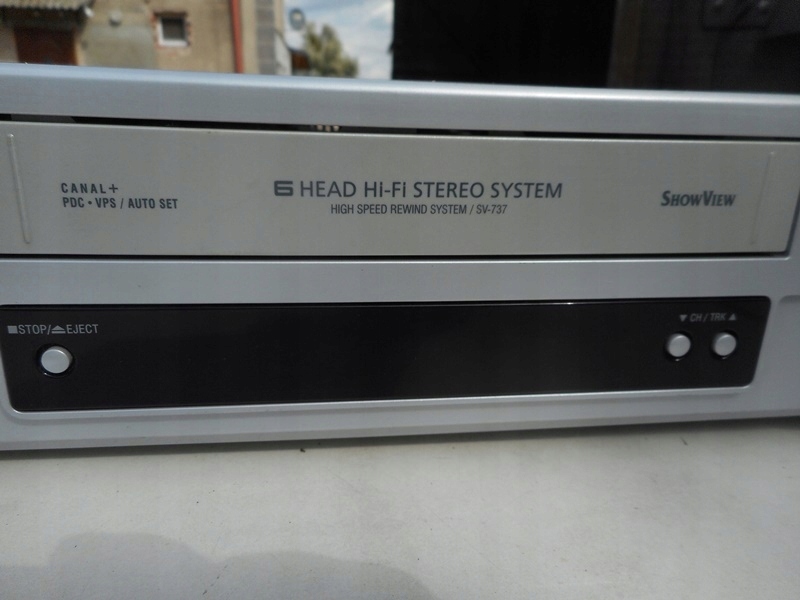 CANAL+
PDC • VPS / AUTO SET
6 HEAD Hi-Fi STEREO SYSTEM
HIGH SPEED REWIND SYSTEM / SV-737
SHOWVIEW
■STOP/⏏EJECT
▼ CH / TRK ▲